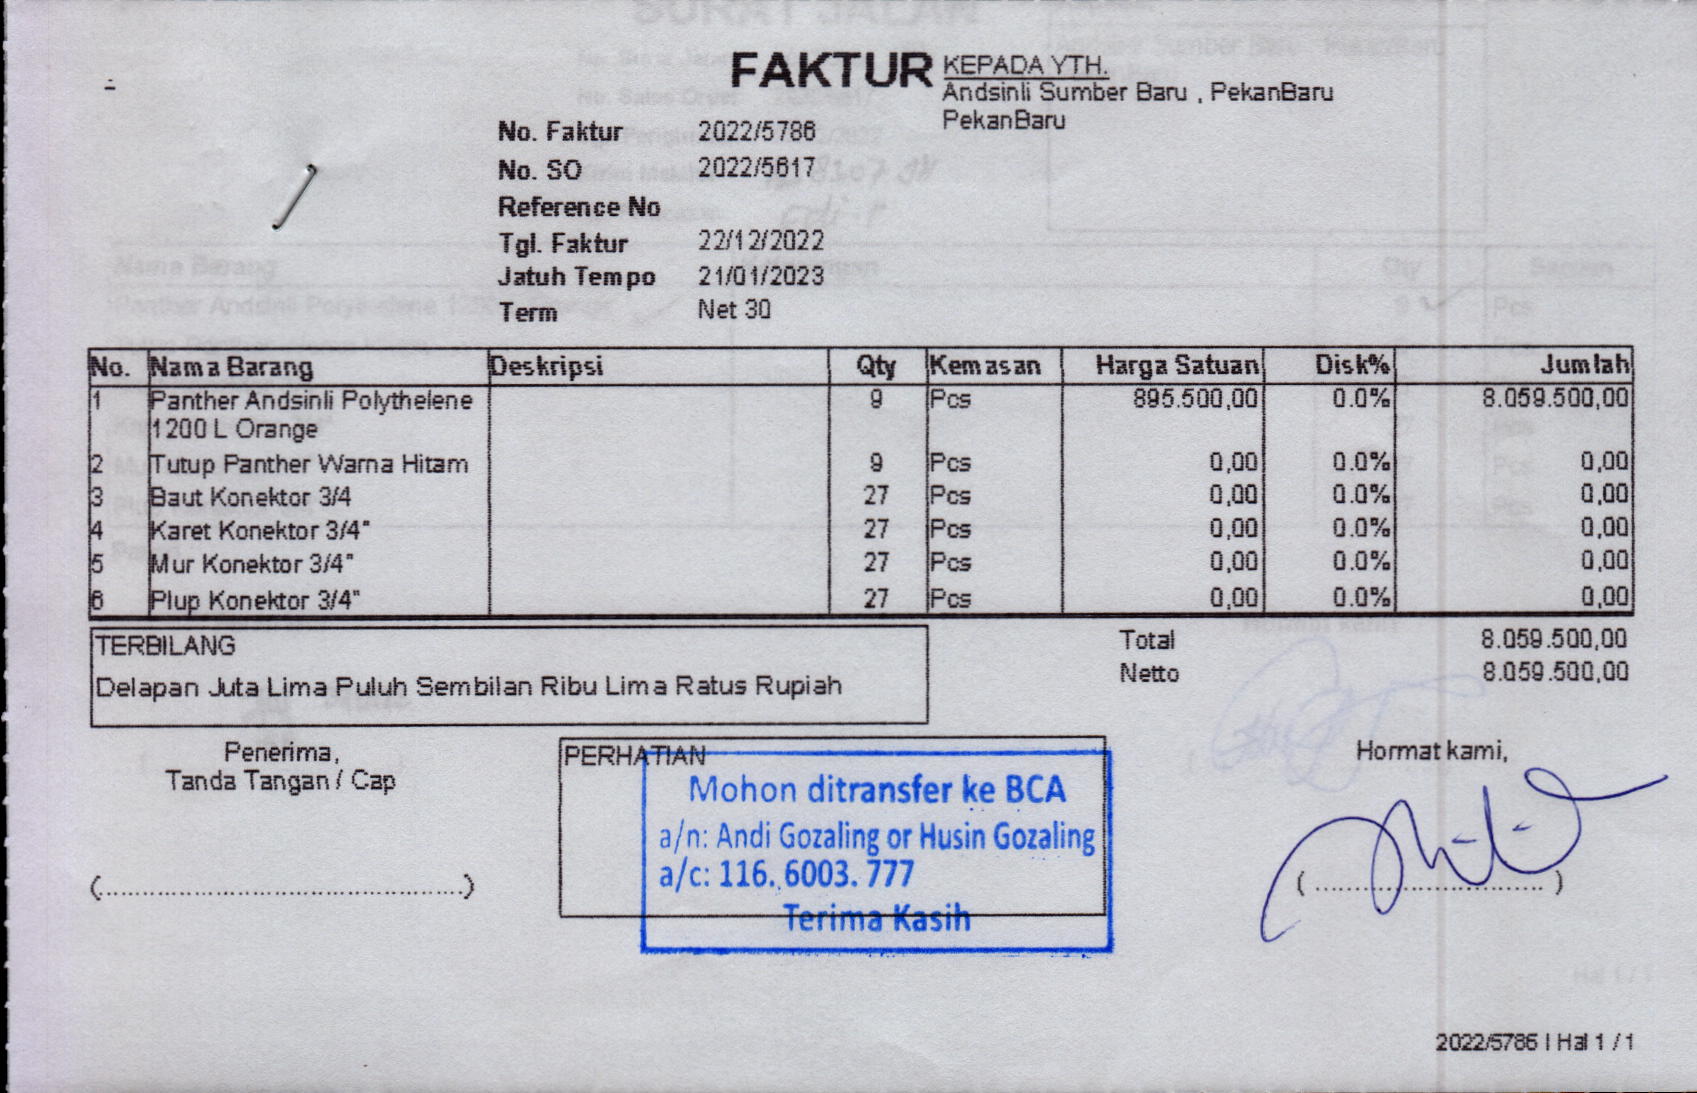 FAKTUR
KEPADA YTH.
Andsinli Sumber Baru , PekanBaru
PekanBaru
No. Faktur 2022/5786
No. SO 2022/5617
Reference No
Tgl. Faktur 22/12/2022
Jatuh Tempo 21/01/2023
Term Net 30
No. Nama Barang Deskripsi Qty Kemasan Harga Satuan Disk% Jumlah
1 Panther Andsinli Polythelene 9 Pcs 895.500,00 0.0% 8.059.500,00
1200 L Orange
2 Tutup Panther Warna Hitam 9 Pcs 0,00 0.0% 0,00
3 Baut Konektor 3/4 27 Pcs 0,00 0.0% 0,00
4 Karet Konektor 3/4" 27 Pcs 0,00 0.0% 0,00
5 Mur Konektor 3/4" 27 Pcs 0,00 0.0% 0,00
6 Plup Konektor 3/4" 27 Pcs 0,00 0.0% 0,00
TERBILANG
Delapan Juta Lima Puluh Sembilan Ribu Lima Ratus Rupiah
Total 8.059.500,00
Netto 8.059.500,00
Penerima,
Tanda Tangan / Cap
(.............................................)
PERHATIAN
Mohon ditransfer ke BCA
a/n: Andi Gozaling or Husin Gozaling
a/c: 116. 6003. 777
Terima Kasih
Hormat kami,
( ............................. )
2022/5786 | Hal 1 / 1